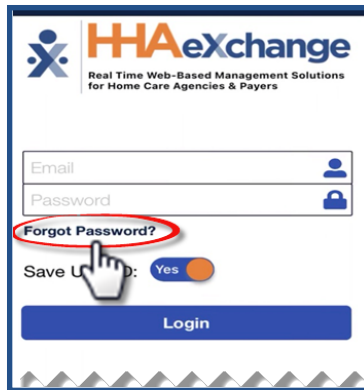 HHAeXchange
Real Time Web-Based Management Solutions
for Home Care Agencies & Payers
Email
Password
Forgot Password?
Save Yes
Login